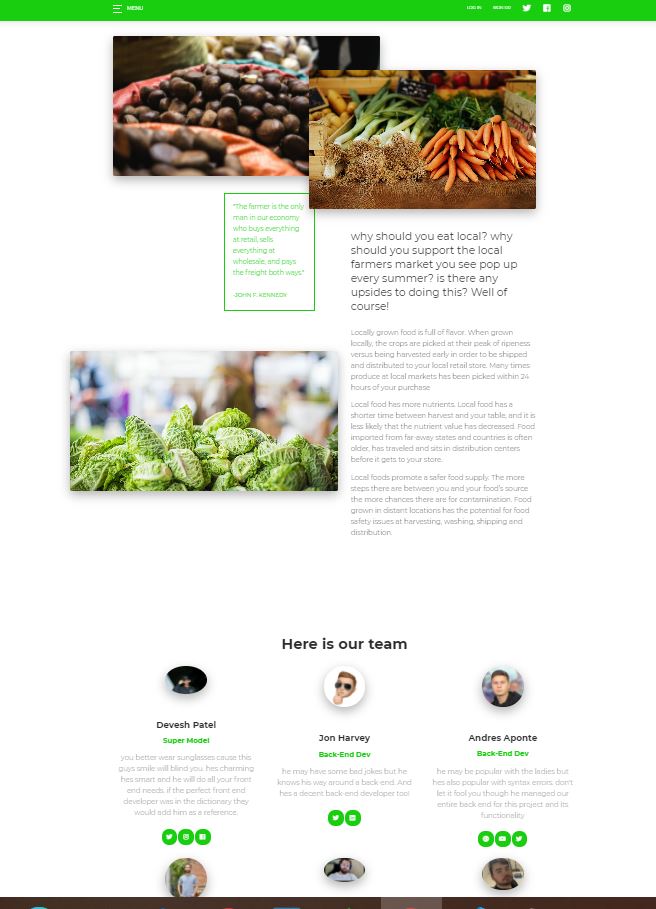 MENU
LOG IN
"The farmer is the only
man in our economy
who buys everything
at retail, sells
everything at
wholesale, and pays
the freight both ways."
-JOHN F. KENNEDY
why should you eat local? why
should you support the local
farmers market you see pop up
every summer? is there any
upsides to doing this? Well of
course!
Locally grown food is full of flavor. When grown
locally, the crops are picked at their peak of ripeness
versus being harvested early in order to be shipped
and distributed to your local retail store. Many times
produce at local markets has been picked within 24
hours of your purchase
Local food has more nutrients. Local food has a
shorter time between harvest and your table, and it is
less likely that the nutrient value has decreased. Food
imported from far-away states and countries is often
older, has traveled and sits in distribution centers
before it gets to your store.
Local foods promote a safer food supply. The more
steps there are between you and your food's source
the more chances there are for contamination. Food
grown in distant locations has the potential for food
safety issues at harvesting, washing, shipping and
distribution.
Here is our team
Devesh Patel
Super Model
you better wear sunglasses cause this
guys smile will blind you. hes charming
hes smart and he will do all your front
end needs. if the perfect front end
developer was in the dictionary they
would add him as a reference.
Jon Harvey
Back-End Dev
he may have some bad jokes but he
knows his way around a back end. And
hes a decent back-end developer too!
Andres Aponte
Back-End Dev
he may be popular with the ladies but
hes also popular with syntax errors. don't
let it fool you though he managed our
entire back end for this project and its
functionality